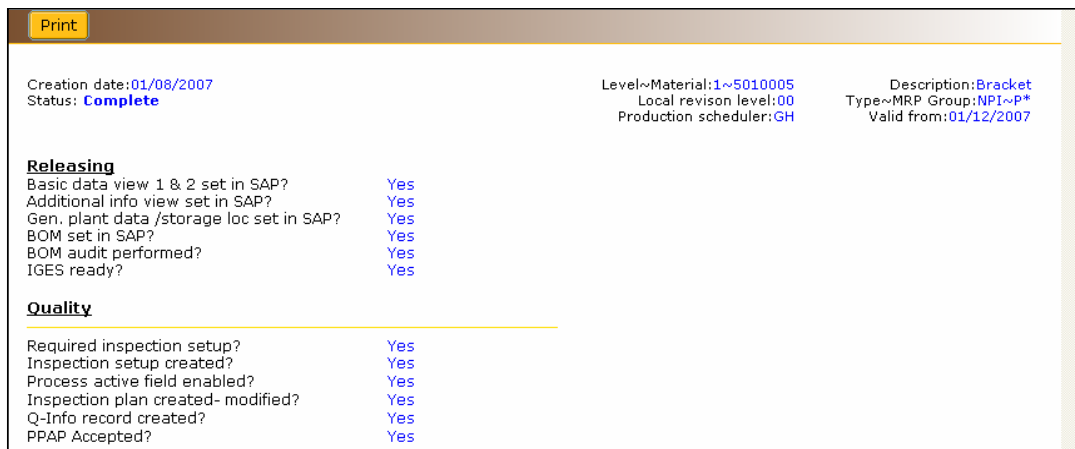 Print
Creation date:01/08/2007 Level~Material:1~5010005 Description:Bracket
Status: Complete Local revison level:00 Type~MRP Group:NPI~P*
Production scheduler:GH Valid from:01/12/2007
Releasing
Basic data view 1 & 2 set in SAP? Yes
Additional info view set in SAP? Yes
Gen. plant data /storage loc set in SAP? Yes
BOM set in SAP? Yes
BOM audit performed? Yes
IGES ready? Yes
Quality
Required inspection setup? Yes
Inspection setup created? Yes
Process active field enabled? Yes
Inspection plan created- modified? Yes
Q-Info record created? Yes
PPAP Accepted? Yes